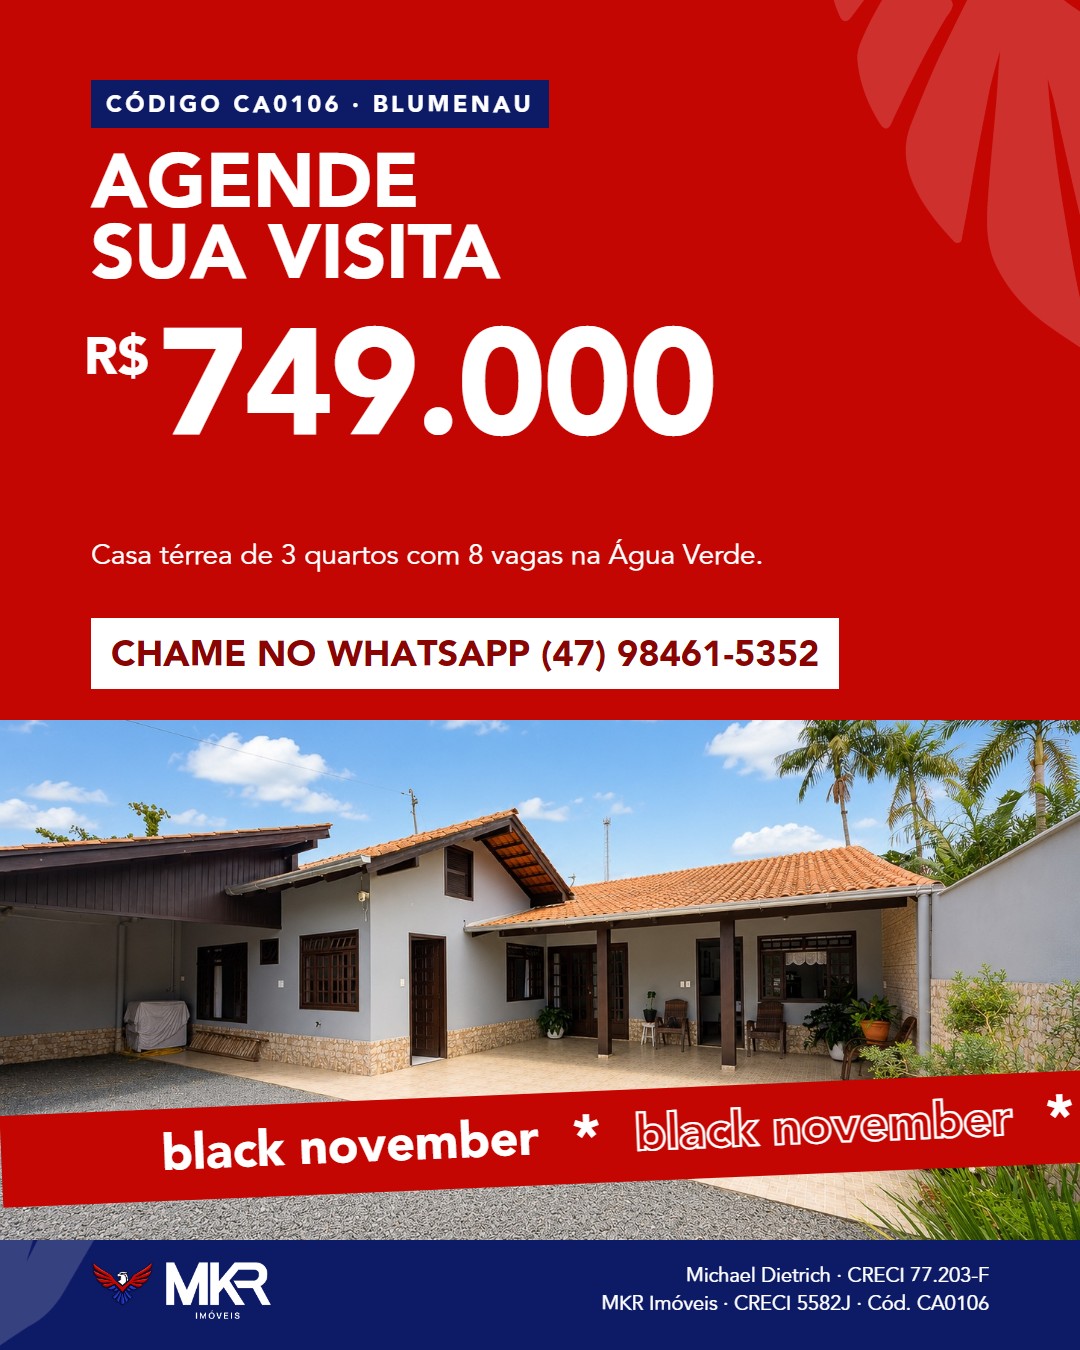 CÓDIGO CA0106 · BLUMENAU
AGENDE
SUA VISITA
R$ 749.000
Casa térrea de 3 quartos com 8 vagas na Água Verde.
CHAME NO WHATSAPP (47) 98461-5352
black november * black november *
MKR
IMÓVEIS
Michael Dietrich · CRECI 77.203-F
MKR Imóveis · CRECI 5582J · Cód. CA0106